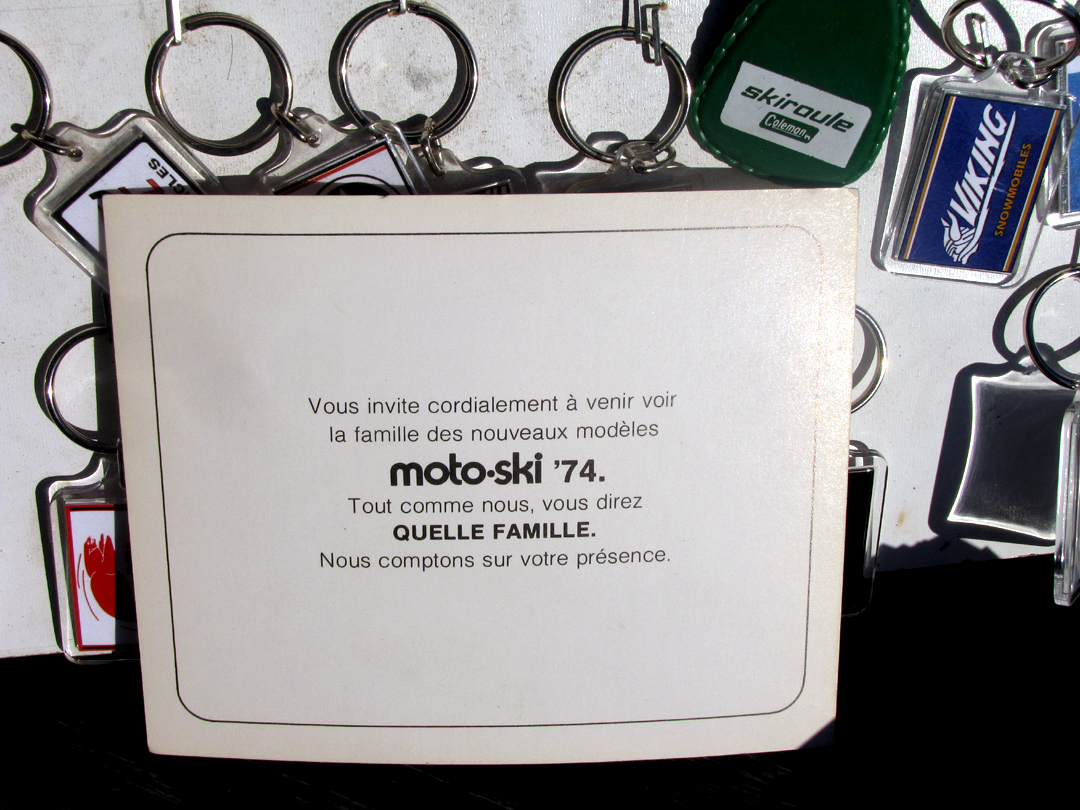 skiroule
Coleman
VIKING
SNOWMOBILES
Vous invite cordialement à venir voir
la famille des nouveaux modèles
moto•ski '74.
Tout comme nous, vous direz
QUELLE FAMILLE.
Nous comptons sur votre présence.